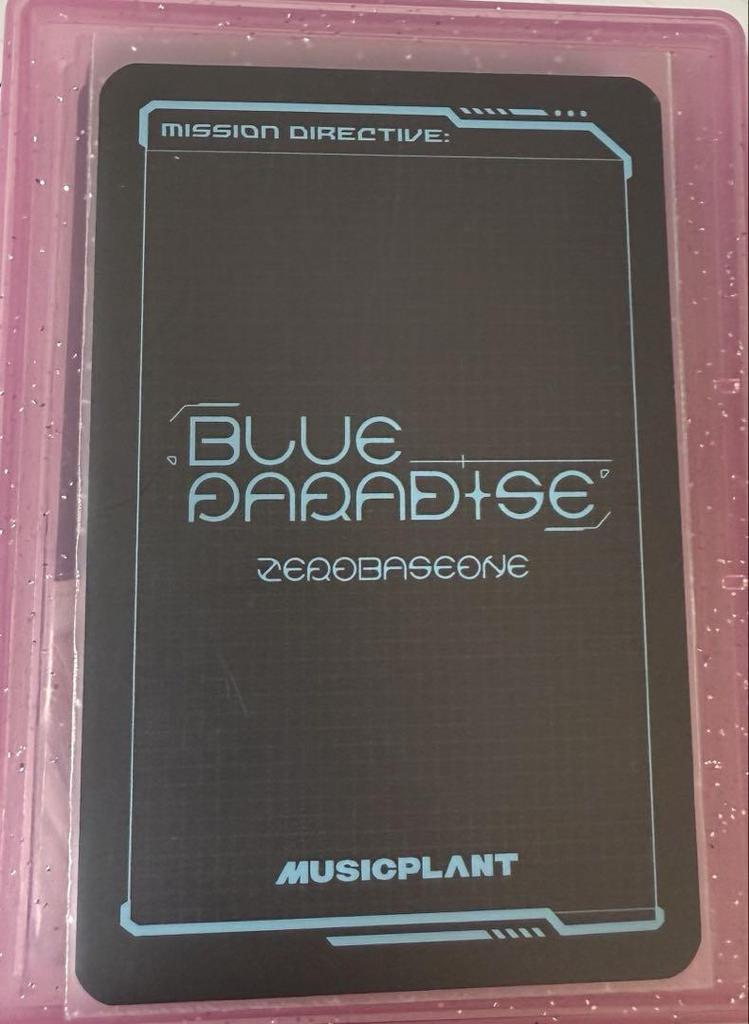 MISSION DIRECTIVE:
BLUE
PARADISE
ZEROBASEONE
MUSICPLANT